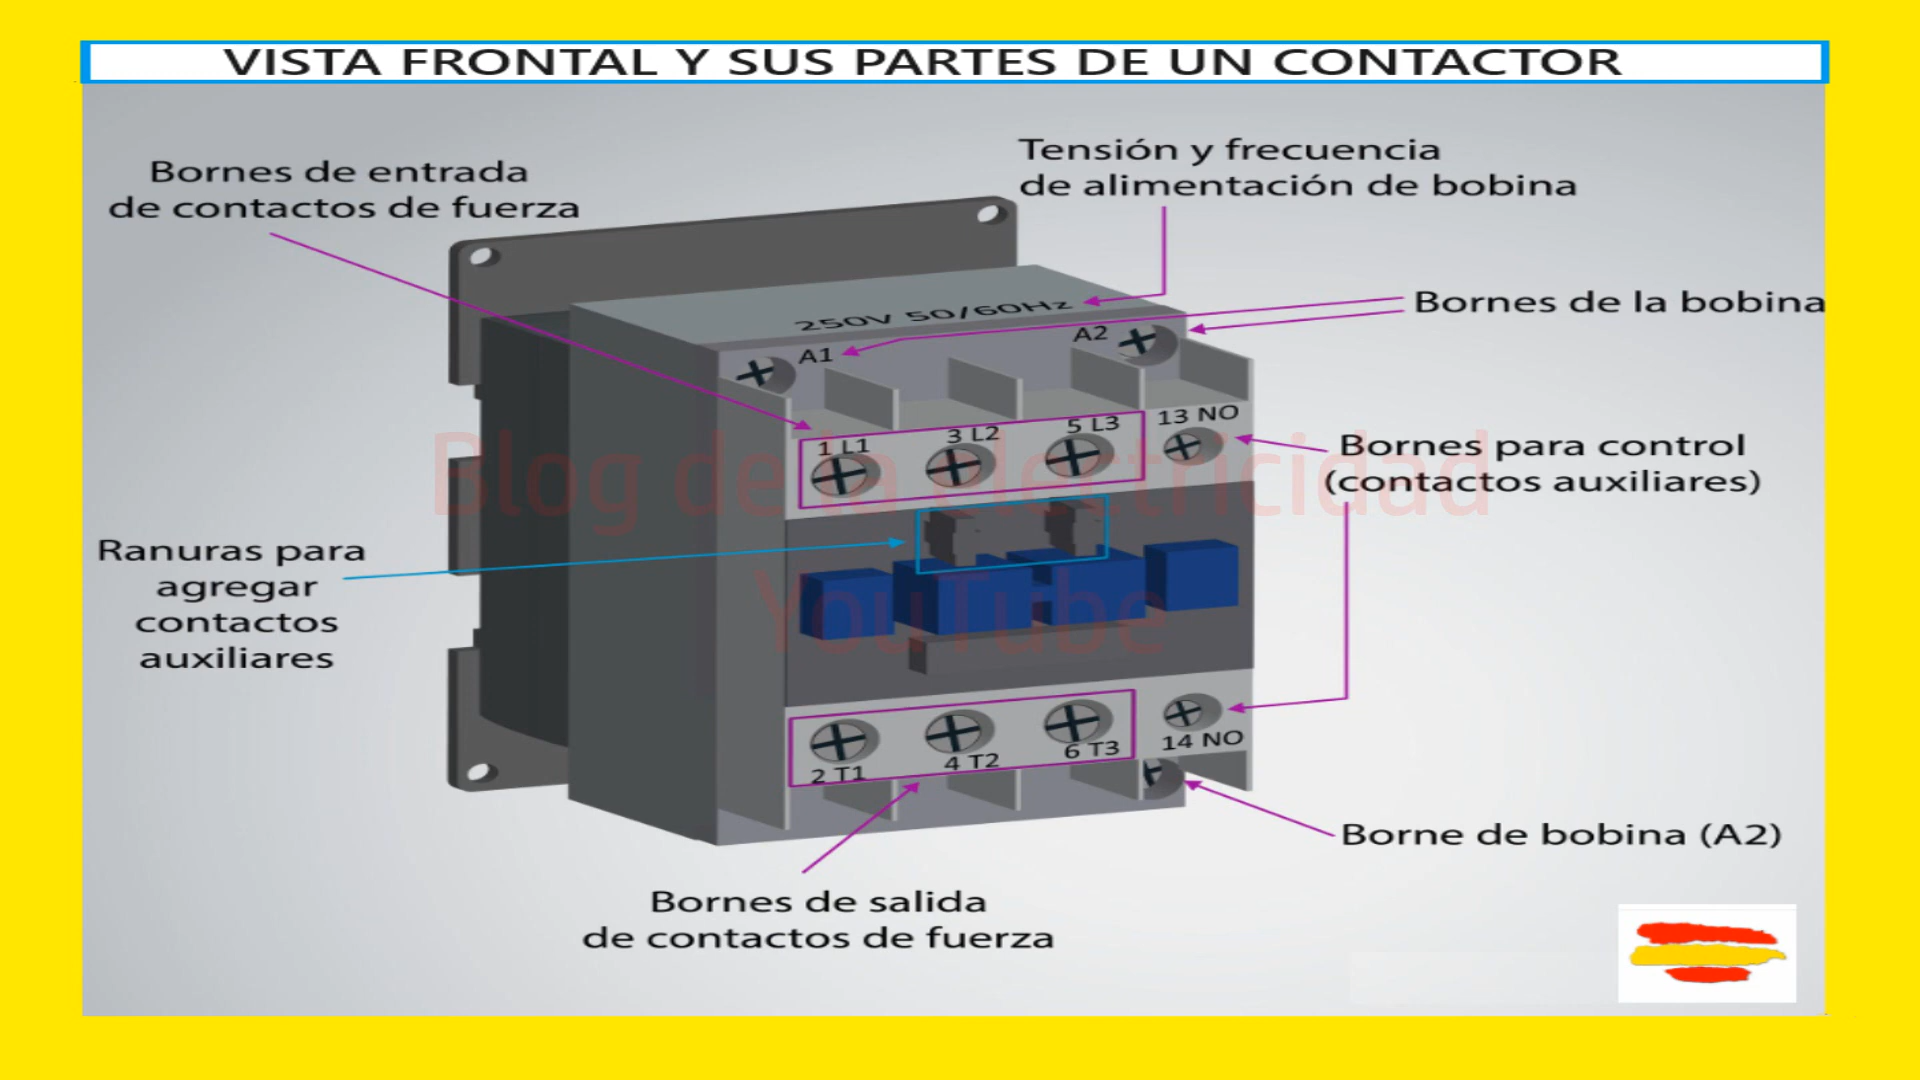 VISTA FRONTAL Y SUS PARTES DE UN CONTACTOR
Bornes de entrada
de contactos de fuerza
Tensión y frecuencia
de alimentación de bobina
250V 50/60Hz
Bornes de la bobina
A1
A2
1 L1
3 L2
5 L3
13 NO
Bornes para control
(contactos auxiliares)
Blog de la electricidad
YouTube
Ranuras para
agregar
contactos
auxiliares
2 T1
4 T2
6 T3
14 NO
Borne de bobina (A2)
Bornes de salida
de contactos de fuerza